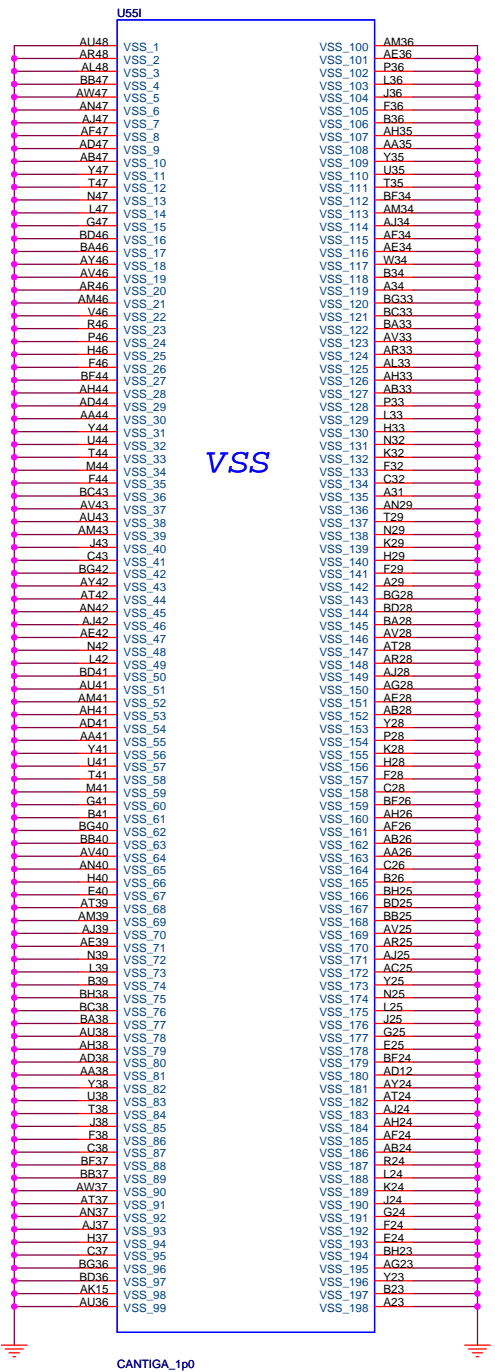 U55I
AU48 VSS_1 VSS_100 AM36
AR48 VSS_2 VSS_101 AE36
AL48 VSS_3 VSS_102 P36
BB47 VSS_4 VSS_103 L36
AW47 VSS_5 VSS_104 J36
AN47 VSS_6 VSS_105 F36
AJ47 VSS_7 VSS_106 B36
AF47 VSS_8 VSS_107 AH35
AD47 VSS_9 VSS_108 AA35
AB47 VSS_10 VSS_109 Y35
Y47 VSS_11 VSS_110 U35
T47 VSS_12 VSS_111 T35
N47 VSS_13 VSS_112 BF34
L47 VSS_14 VSS_113 AM34
G47 VSS_15 VSS_114 AJ34
BD46 VSS_16 VSS_115 AF34
BA46 VSS_17 VSS_116 AE34
AY46 VSS_18 VSS_117 W34
AV46 VSS_19 VSS_118 B34
AR46 VSS_20 VSS_119 A34
AM46 VSS_21 VSS_120 BG33
V46 VSS_22 VSS_121 BC33
R46 VSS_23 VSS_122 BA33
P46 VSS_24 VSS_123 AV33
H46 VSS_25 VSS_124 AR33
F46 VSS_26 VSS_125 AL33
BF44 VSS_27 VSS_126 AH33
AH44 VSS_28 VSS_127 AB33
AD44 VSS_29 VSS_128 P33
AA44 VSS_30 VSS_129 L33
Y44 VSS_31 VSS_130 H33
U44 VSS_32 VSS_131 N32
T44 VSS_33 VSS_132 K32
VSS
M44 VSS_34 VSS_133 F32
F44 VSS_35 VSS_134 C32
BC43 VSS_36 VSS_135 A31
AV43 VSS_37 VSS_136 AN29
AU43 VSS_38 VSS_137 T29
AM43 VSS_39 VSS_138 N29
J43 VSS_40 VSS_139 K29
C43 VSS_41 VSS_140 H29
BG42 VSS_42 VSS_141 F29
AY42 VSS_43 VSS_142 A29
AT42 VSS_44 VSS_143 BG28
AN42 VSS_45 VSS_144 BD28
AJ42 VSS_46 VSS_145 BA28
AE42 VSS_47 VSS_146 AV28
N42 VSS_48 VSS_147 AT28
L42 VSS_49 VSS_148 AR28
BD41 VSS_50 VSS_149 AJ28
AU41 VSS_51 VSS_150 AG28
AM41 VSS_52 VSS_151 AE28
AH41 VSS_53 VSS_152 AB28
AD41 VSS_54 VSS_153 Y28
AA41 VSS_55 VSS_154 P28
Y41 VSS_56 VSS_155 K28
U41 VSS_57 VSS_156 H28
T41 VSS_58 VSS_157 F28
M41 VSS_59 VSS_158 C28
G41 VSS_60 VSS_159 BF26
B41 VSS_61 VSS_160 AH26
BG40 VSS_62 VSS_161 AF26
BB40 VSS_63 VSS_162 AB26
AV40 VSS_64 VSS_163 AA26
AN40 VSS_65 VSS_164 C26
H40 VSS_66 VSS_165 B26
E40 VSS_67 VSS_166 BH25
AT39 VSS_68 VSS_167 BD25
AM39 VSS_69 VSS_168 BB25
AJ39 VSS_70 VSS_169 AV25
AE39 VSS_71 VSS_170 AR25
N39 VSS_72 VSS_171 AJ25
L39 VSS_73 VSS_172 AC25
B39 VSS_74 VSS_173 Y25
BH38 VSS_75 VSS_174 N25
BC38 VSS_76 VSS_175 L25
BA38 VSS_77 VSS_176 J25
AU38 VSS_78 VSS_177 G25
AH38 VSS_79 VSS_178 E25
AD38 VSS_80 VSS_179 BF24
AA38 VSS_81 VSS_180 AD12
Y38 VSS_82 VSS_181 AY24
U38 VSS_83 VSS_182 AT24
T38 VSS_84 VSS_183 AJ24
J38 VSS_85 VSS_184 AH24
F38 VSS_86 VSS_185 AF24
C38 VSS_87 VSS_186 AB24
BF37 VSS_88 VSS_187 R24
BB37 VSS_89 VSS_188 L24
AW37 VSS_90 VSS_189 K24
AT37 VSS_91 VSS_190 J24
AN37 VSS_92 VSS_191 G24
AJ37 VSS_93 VSS_192 F24
H37 VSS_94 VSS_193 E24
C37 VSS_95 VSS_194 BH23
BG36 VSS_96 VSS_195 AG23
BD36 VSS_97 VSS_196 Y23
AK15 VSS_98 VSS_197 B23
AU36 VSS_99 VSS_198 A23
CANTIGA_1p0